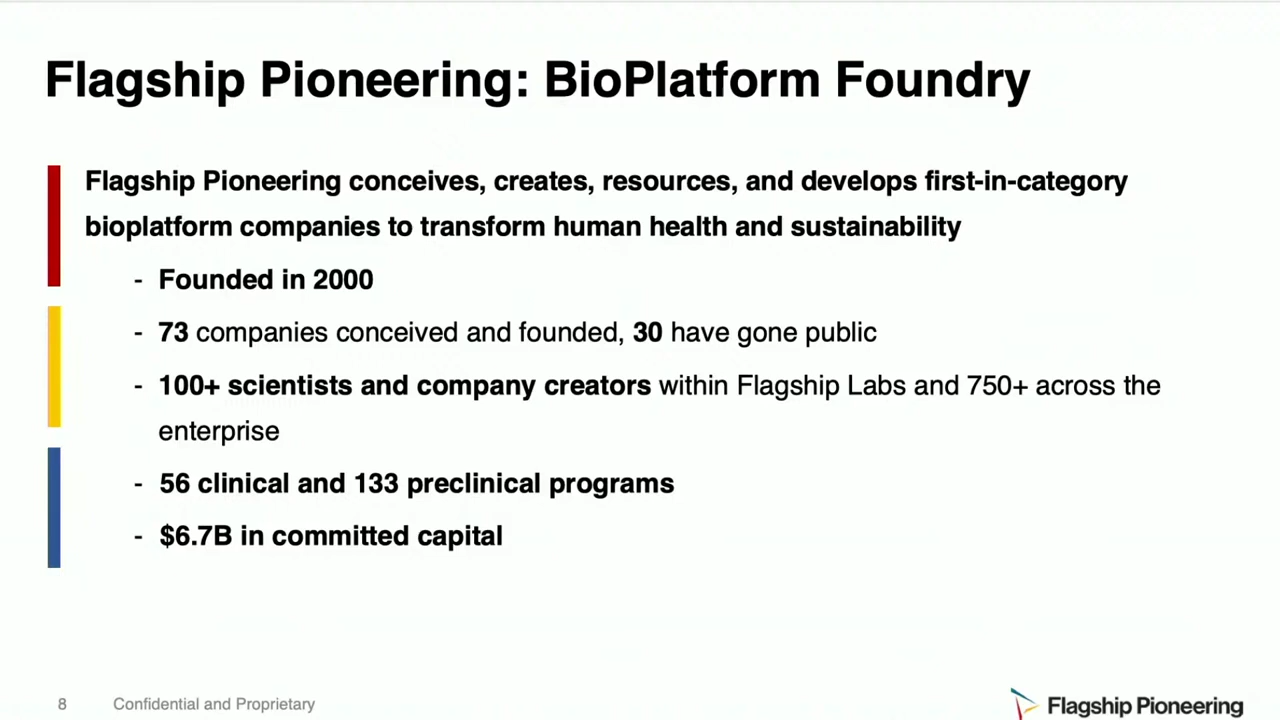 Flagship Pioneering: BioPlatform Foundry
Flagship Pioneering conceives, creates, resources, and develops first-in-category
bioplatform companies to transform human health and sustainability
- Founded in 2000
- 73 companies conceived and founded, 30 have gone public
- 100+ scientists and company creators within Flagship Labs and 750+ across the
enterprise
- 56 clinical and 133 preclinical programs
- $6.7B in committed capital
8 Confidential and Proprietary
Flagship Pioneering